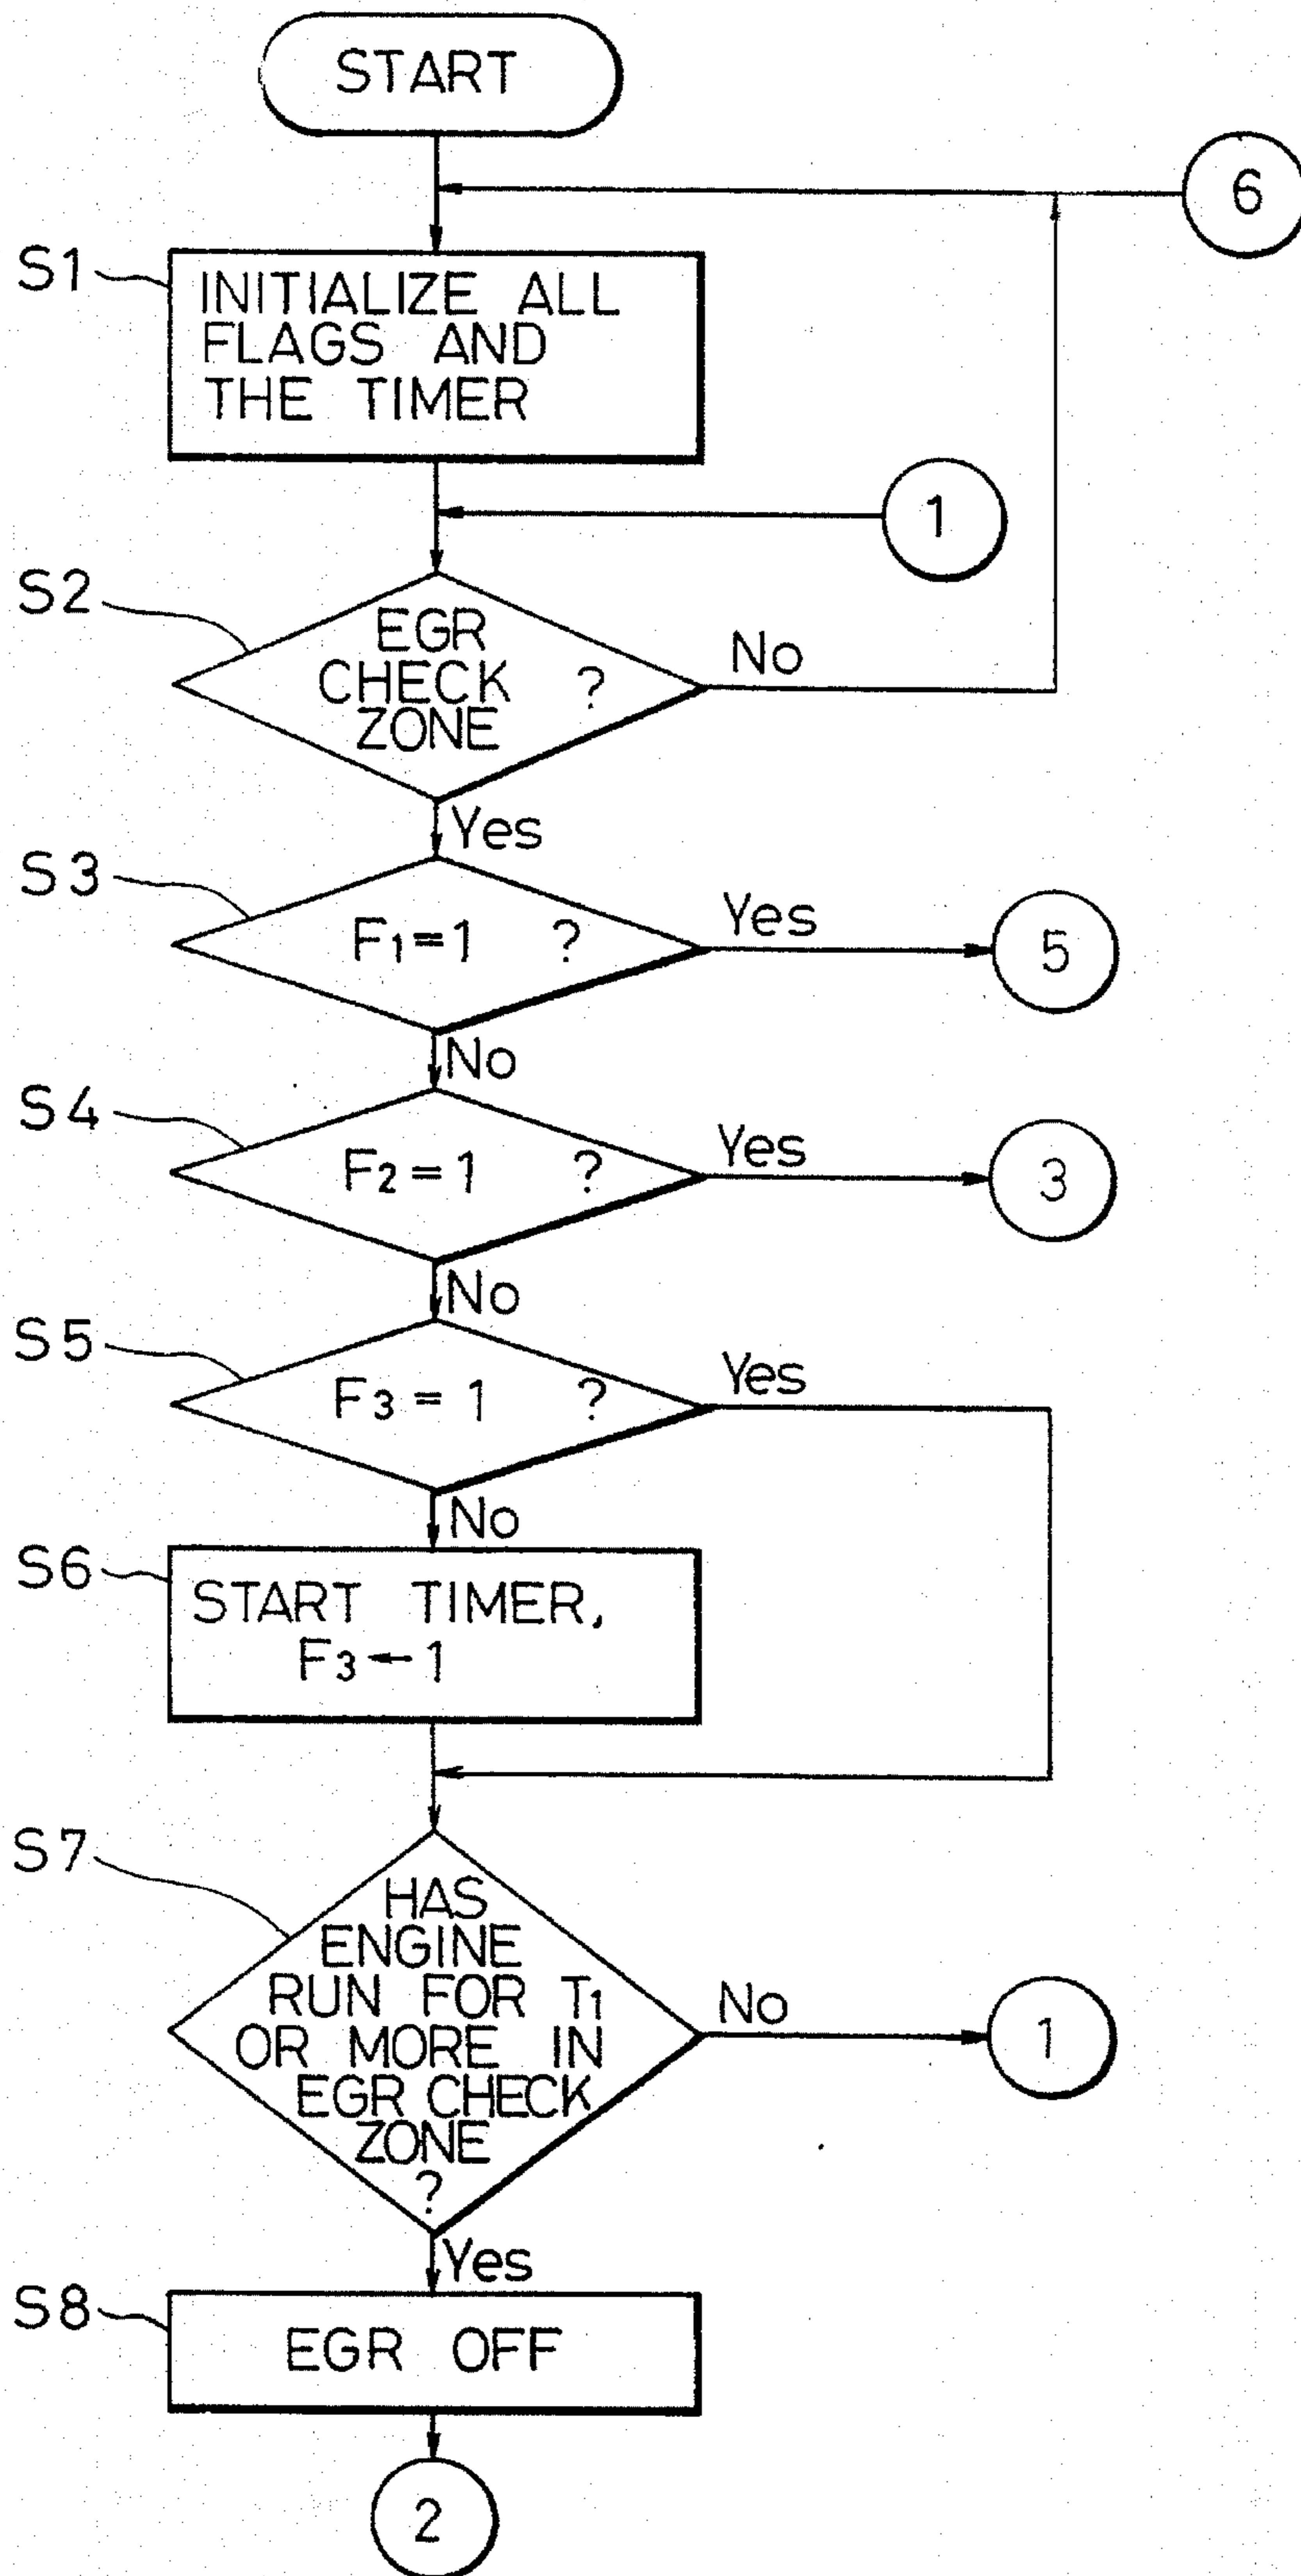 START
6
S1
INITIALIZE ALL
FLAGS AND
THE TIMER
1
S2
EGR
CHECK ?
ZONE
No
Yes
S3
F1=1 ?
Yes
5
No
S4
F2=1 ?
Yes
3
No
S5
F3=1 ?
Yes
No
S6
START TIMER,
F3←1
S7
HAS
ENGINE
RUN FOR T1
OR MORE IN
EGR CHECK
ZONE
?
No
1
Yes
S8
EGR OFF
2